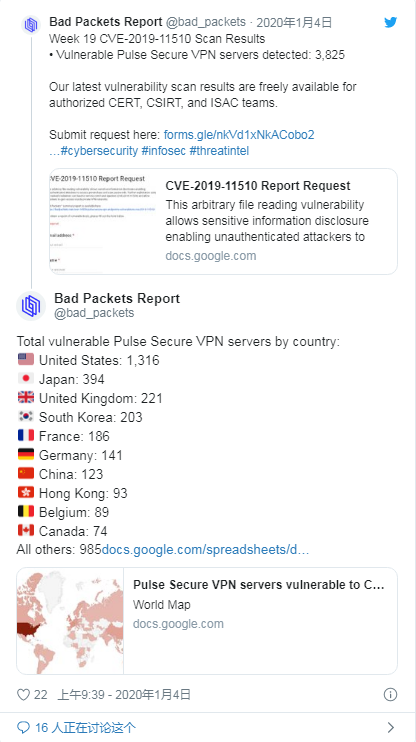 Bad Packets Report @bad_packets · 2020年1月4日
Week 19 CVE-2019-11510 Scan Results
• Vulnerable Pulse Secure VPN servers detected: 3,825
Our latest vulnerability scan results are freely available for
authorized CERT, CSIRT, and ISAC teams.
Submit request here: forms.gle/nkVd1xNkACobo2
…#cybersecurity #infosec #threatintel
VE-2019-11510 Report Request
CVE-2019-11510 Report Request
This arbitrary file reading vulnerability
allows sensitive information disclosure
enabling unauthenticated attackers to
docs.google.com
Bad Packets Report
@bad_packets
Total vulnerable Pulse Secure VPN servers by country:
United States: 1,316
Japan: 394
United Kingdom: 221
South Korea: 203
France: 186
Germany: 141
China: 123
Hong Kong: 93
Belgium: 89
Canada: 74
All others: 985docs.google.com/spreadsheets/d…
Pulse Secure VPN servers vulnerable to C…
World Map
docs.google.com
22 上午9:39 - 2020年1月4日
16 人正在讨论这个